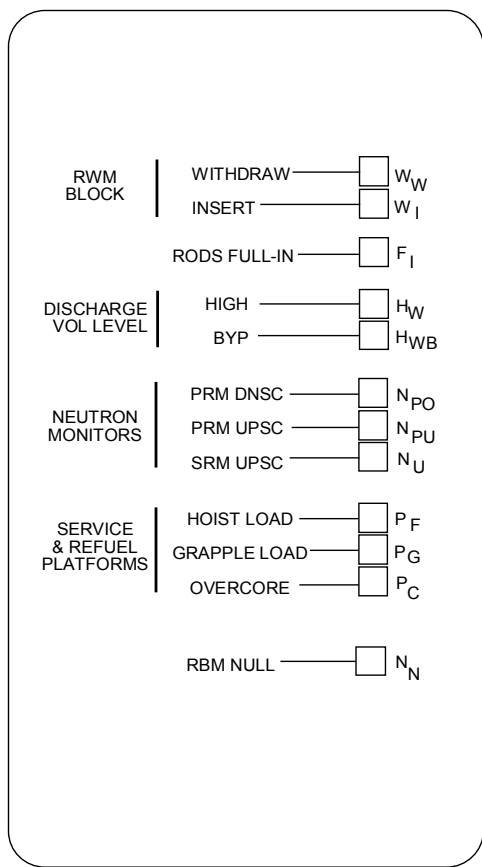 RWM
BLOCK
WITHDRAW W_W
INSERT W_I
RODS FULL-IN F_I
DISCHARGE
VOL LEVEL
HIGH H_W
BYP H_WB
NEUTRON
MONITORS
PRM DNSC N_PO
PRM UPSC N_PU
SRM UPSC N_U
SERVICE
& REFUEL
PLATFORMS
HOIST LOAD P_F
GRAPPLE LOAD P_G
OVERCORE P_C
RBM NULL N_N